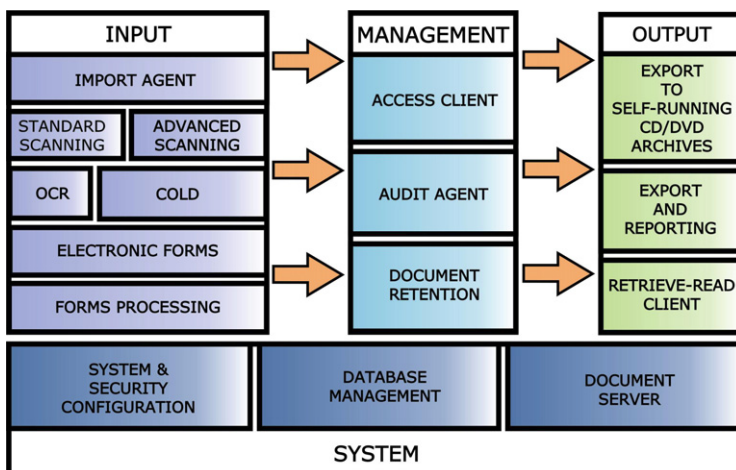 INPUT
IMPORT AGENT
STANDARD
SCANNING
ADVANCED
SCANNING
OCR
COLD
ELECTRONIC FORMS
FORMS PROCESSING
MANAGEMENT
ACCESS CLIENT
AUDIT AGENT
DOCUMENT
RETENTION
OUTPUT
EXPORT
TO
SELF-RUNNING
CD/DVD
ARCHIVES
EXPORT
AND
REPORTING
RETRIEVE-READ
CLIENT
SYSTEM &
SECURITY
CONFIGURATION
DATABASE
MANAGEMENT
DOCUMENT
SERVER
SYSTEM